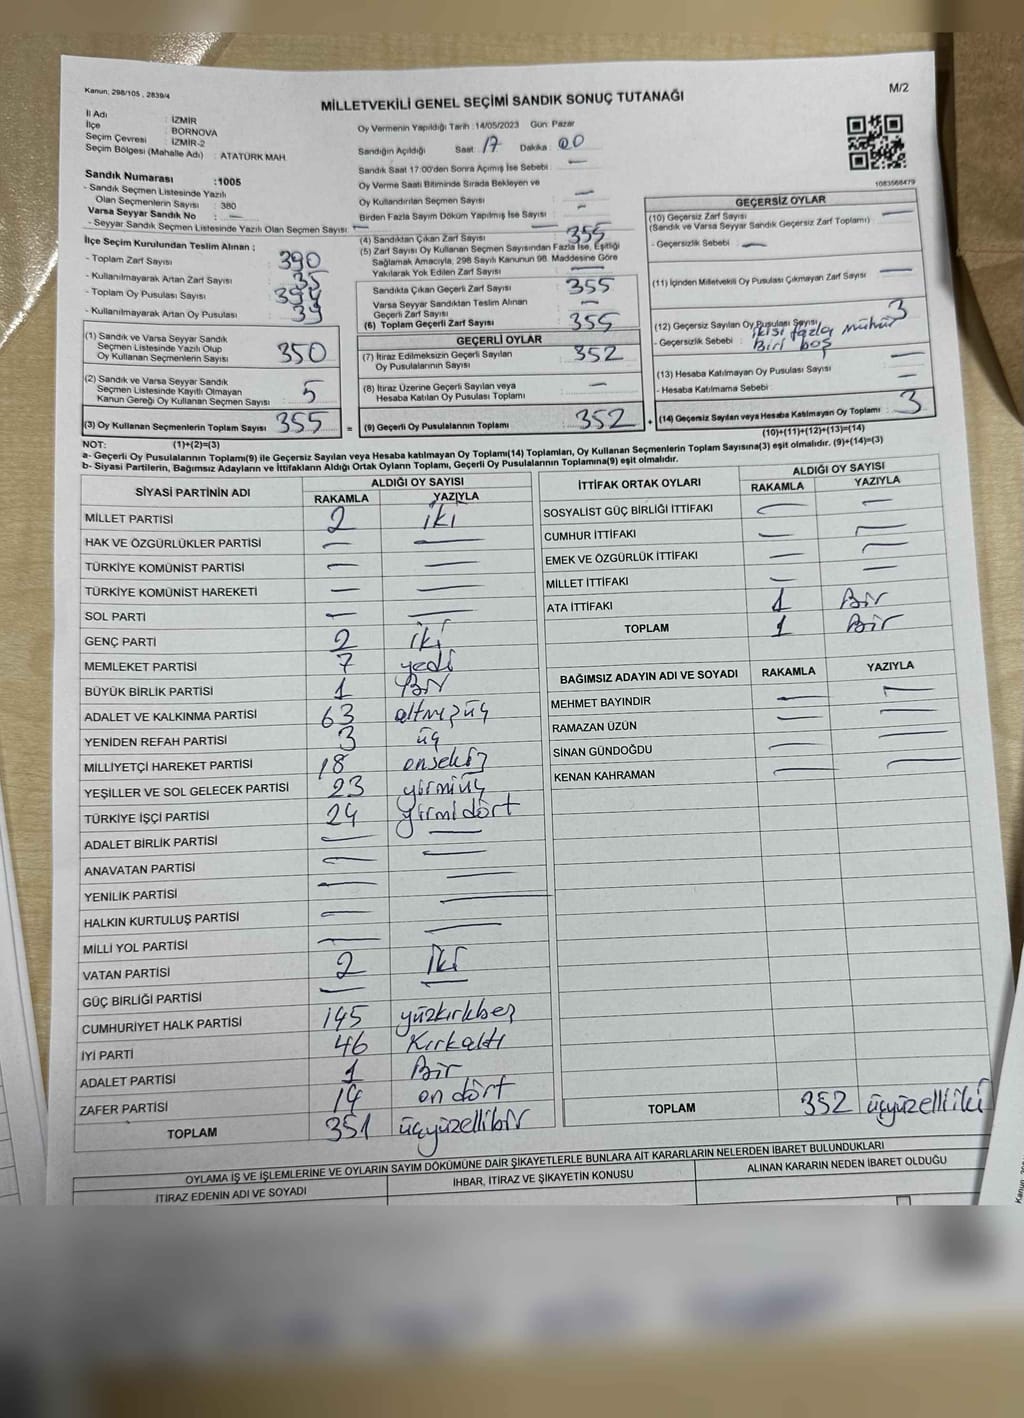 Kanun: 298/105 , 2839/4
M/2
MİLLETVEKİLİ GENEL SEÇİMİ SANDIK SONUÇ TUTANAĞI
İl Adı : İZMİR
İlçe : BORNOVA
Seçim Çevresi : İZMİR-2
Seçim Bölgesi (Mahalle Adı) : ATATÜRK MAH.
Oy Vermenin Yapıldığı Tarih : 14/05/2023 Gün: Pazar
Sandığın Açıldığı Saat : 17 Dakika : 00
Sandık Saat 17:00'den Sonra Açımış İse Sebebi : —
Oy Verme Saati Bitiminde Sırada Bekleyen ve
Oy Kullandırılan Seçmen Sayısı : —
Birden Fazla Sayım Döküm Yapılmış İse Sayısı : —
1083568479
Sandık Numarası :1005
- Sandık Seçmen Listesinde Yazılı
Olan Seçmen Sayısı : 380
Varsa Seyyar Sandık No : —
- Seyyar Sandık Seçmen Listesinde Yazılı Olan Seçmen Sayısı: —
İlçe Seçim Kurulundan Teslim Alınan ;
- Toplam Zarf Sayısı : 390
- Kullanılmayarak Artan Zarf Sayısı : 35
- Toplam Oy Pusulası Sayısı : 394
- Kullanılmayarak Artan Oy Pusulası : 39
(1) Sandık ve Varsa Seyyar Sandık
Seçmen Listesinde Yazılı Olup
Oy Kullanan Seçmenlerin Sayısı : 350
(2) Sandık ve Varsa Seyyar Sandık
Seçmen Listesinde Kayıtlı Olmayan
Kanun Gereği Oy Kullanan Seçmen Sayısı : 5
(3) Oy Kullanan Seçmenlerin Toplam Sayısı : 355
(4) Sandıktan Çıkan Zarf Sayısı : 355
(5) Zarf Sayısı Oy Kullanan Seçmen Sayısından Fazla İse, Eşitliği
Sağlamak Amacıyla, 298 Sayılı Kanunun 98. Maddesine Göre
Yakılarak Yok Edilen Zarf Sayısı : —
Sandıkta Çıkan Geçerli Zarf Sayısı : 355
Varsa Seyyar Sandıktan Teslim Alınan
Geçerli Zarf Sayısı : —
(6) Toplam Geçerli Zarf Sayısı : 355
GEÇERLİ OYLAR
(7) İtiraz Edilmeksizin Geçerli Sayılan
Oy Pusulasının Sayısı : 352
(8) İtiraz Üzerine Geçerli Sayılan veya
Hesaba Katılan Oy Pusulası Toplamı : —
= (9) Geçerli Oy Pusulalarının Toplamı : 352
GEÇERSİZ OYLAR
(10) Geçersiz Zarf Sayısı : —
(Sandık ve Varsa Seyyar Sandık Geçersiz Zarf Toplamı)
- Geçersizlik Sebebi : —
(11) İçinden Milletvekili Oy Pusulası Çıkmayan Zarf Sayısı : —
(12) Geçersiz Sayılan Oy Pusulası Sayısı : 3
- Geçersizlik Sebebi : ikisi fazla mühür
Biri boş
(13) Hesaba Katılmayan Oy Pusulası Sayısı : —
- Hesaba Katılmama Sebebi : —
+ (14) Geçersiz Sayılan veya Hesaba Katılmayan Oy Toplamı : 3
NOT: (1)+(2)=(3)
(10)+(11)+(12)+(13)=(14)
a- Geçerli Oy Pusulalarının Toplamı(9) ile Geçersiz Sayılan veya Hesaba katılmayan Oy Toplamı(14) Toplamları, Oy Kullanan Seçmenlerin Toplam Sayısına(3) eşit olmalıdır. (9)+(14)=(3)
b- Siyasi Partilerin, Bağımsız Adayların ve İttifakların Aldığı Ortak Oyların Toplamı, Geçerli Oy Pusulalarının Toplamına(9) eşit olmalıdır.
SİYASİ PARTİNİN ADI ALDIĞI OY SAYISI
RAKAMLA YAZIYLA
MİLLET PARTİSİ 2 iki
HAK VE ÖZGÜRLÜKLER PARTİSİ — —
TÜRKİYE KOMÜNİST PARTİSİ — —
TÜRKİYE KOMÜNİST HAREKETİ — —
SOL PARTİ — —
GENÇ PARTİ 2 iki
MEMLEKET PARTİSİ 7 yedi
BÜYÜK BİRLİK PARTİSİ 1 Bir
ADALET VE KALKINMA PARTİSİ 63 altmışüç
YENİDEN REFAH PARTİSİ 3 üç
MİLLİYETÇİ HAREKET PARTİSİ 18 onsekiz
YEŞİLLER VE SOL GELECEK PARTİSİ 23 yirmiüç
TÜRKİYE İŞÇİ PARTİSİ 24 yirmidört
ADALET BİRLİK PARTİSİ — —
ANAVATAN PARTİSİ — —
YENİLİK PARTİSİ — —
HALKIN KURTULUŞ PARTİSİ — —
MİLLİ YOL PARTİSİ — —
VATAN PARTİSİ 2 iki
GÜÇ BİRLİĞİ PARTİSİ — —
CUMHURİYET HALK PARTİSİ 145 yüzkırkbeş
İYİ PARTİ 46 Kırkaltı
ADALET PARTİSİ 1 Bir
ZAFER PARTİSİ 14 on dört
TOPLAM 351 üçyüzellibir
İTTİFAK ORTAK OYLARI ALDIĞI OY SAYISI
RAKAMLA YAZIYLA
SOSYALİST GÜÇ BİRLİĞİ İTTİFAKI — —
CUMHUR İTTİFAKI — —
EMEK VE ÖZGÜRLÜK İTTİFAKI — —
MİLLET İTTİFAKI — —
ATA İTTİFAKI 1 Bir
TOPLAM 1 Bir
BAĞIMSIZ ADAYIN ADI VE SOYADI RAKAMLA YAZIYLA
MEHMET BAYINDIR — —
RAMAZAN ÜZÜN — —
SİNAN GÜNDOĞDU — —
KENAN KAHRAMAN — —
TOPLAM 352 üçyüzelliiki
OYLAMA İŞ VE İŞLEMLERİNE VE OYLARIN SAYIM DÖKÜMÜNE DAİR ŞİKAYETLERLE BUNLARA AİT KARARLARIN NELERDEN İBARET BULUNDUKLARI
İTİRAZ EDENİN ADI VE SOYADI İHBAR, İTİRAZ VE ŞİKAYETİN KONUSU ALINAN KARARIN NEDEN İBARET OLDUĞU